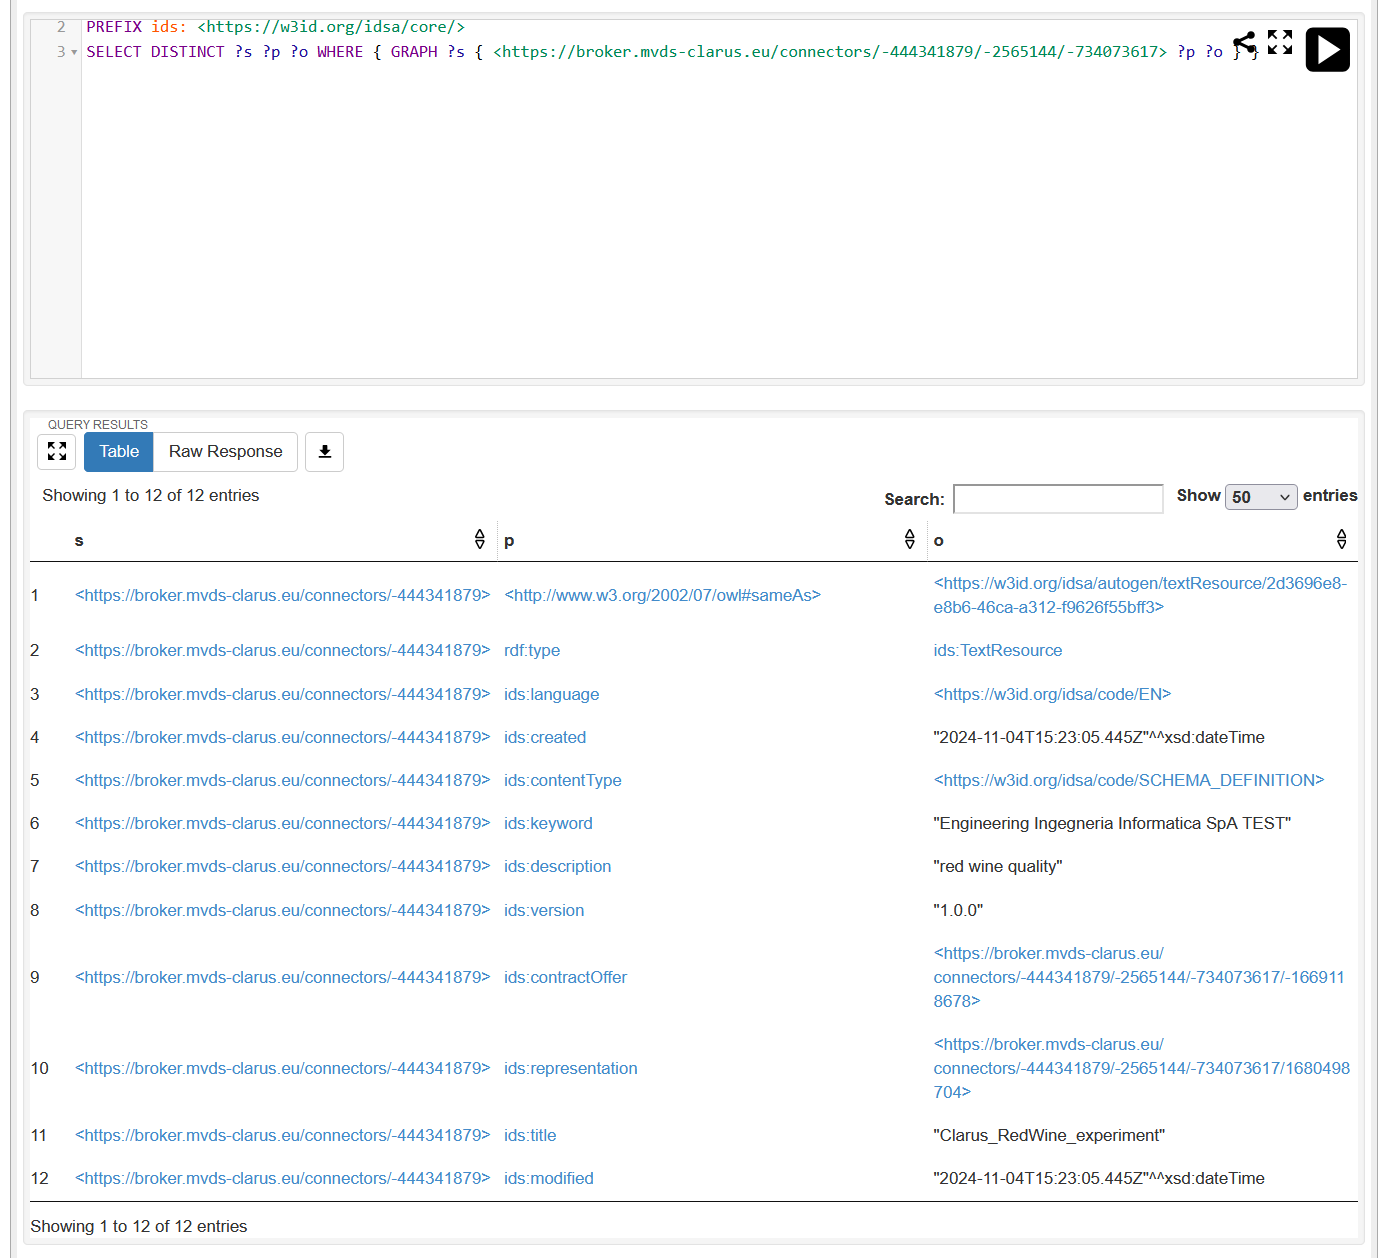 2 PREFIX ids: <https://w3id.org/idsa/core/>
3 SELECT DISTINCT ?s ?p ?o WHERE { GRAPH ?s { <https://broker.mvds-clarus.eu/connectors/-444341879/-2565144/-734073617> ?p ?o } }
QUERY RESULTS
Table Raw Response
Showing 1 to 12 of 12 entries
Search: Show 50 entries
s p o
1 <https://broker.mvds-clarus.eu/connectors/-444341879> <http://www.w3.org/2002/07/owl#sameAs> <https://w3id.org/idsa/autogen/textResource/2d3696e8-
e8b6-46ca-a312-f9626f55bff3>
2 <https://broker.mvds-clarus.eu/connectors/-444341879> rdf:type ids:TextResource
3 <https://broker.mvds-clarus.eu/connectors/-444341879> ids:language <https://w3id.org/idsa/code/EN>
4 <https://broker.mvds-clarus.eu/connectors/-444341879> ids:created "2024-11-04T15:23:05.445Z"^^xsd:dateTime
5 <https://broker.mvds-clarus.eu/connectors/-444341879> ids:contentType <https://w3id.org/idsa/code/SCHEMA_DEFINITION>
6 <https://broker.mvds-clarus.eu/connectors/-444341879> ids:keyword "Engineering Ingegneria Informatica SpA TEST"
7 <https://broker.mvds-clarus.eu/connectors/-444341879> ids:description "red wine quality"
8 <https://broker.mvds-clarus.eu/connectors/-444341879> ids:version "1.0.0"
9 <https://broker.mvds-clarus.eu/connectors/-444341879> ids:contractOffer <https://broker.mvds-clarus.eu/
connectors/-444341879/-2565144/-734073617/-166911
8678>
10 <https://broker.mvds-clarus.eu/connectors/-444341879> ids:representation <https://broker.mvds-clarus.eu/
connectors/-444341879/-2565144/-734073617/1680498
704>
11 <https://broker.mvds-clarus.eu/connectors/-444341879> ids:title "Clarus_RedWine_experiment"
12 <https://broker.mvds-clarus.eu/connectors/-444341879> ids:modified "2024-11-04T15:23:05.445Z"^^xsd:dateTime
Showing 1 to 12 of 12 entries